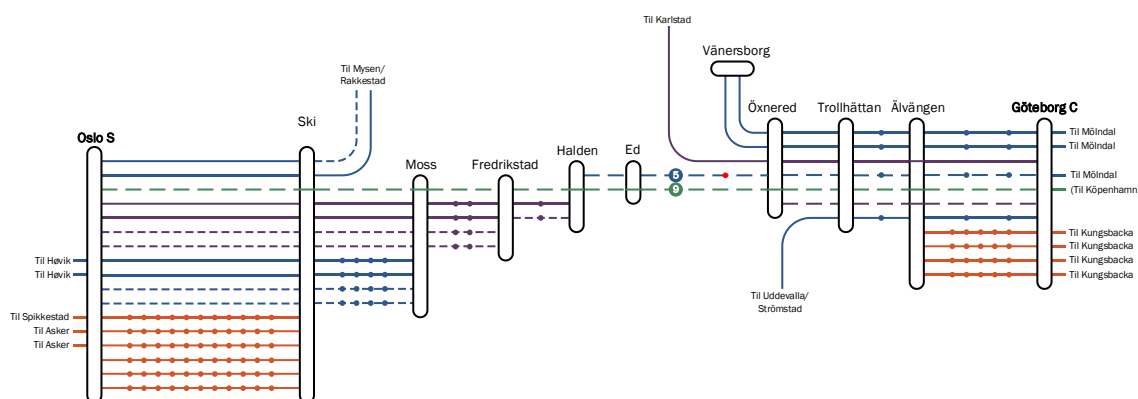 Til Karlstad
Vänersborg
Til Mysen/
Rakkestad
Öxnered
Trollhättan
Älvängen
Göteborg C
Ski
Oslo S
Til Mölndal
Til Mölndal
Halden
Ed
Moss
Fredrikstad
5
Til Mölndal
9
(Til Köpenhamn
Til Kungsbacka
Til Kungsbacka
Til Kungsbacka
Til Kungsbacka
Til Høvik
Til Høvik
Til Uddevalla/
Strömstad
Til Spikkestad
Til Asker
Til Asker